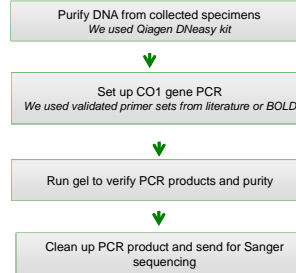 Purify DNA from collected specimens
We used Qiagen DNeasy kit
Set up CO1 gene PCR
We used validated primer sets from literature or BOLD
Run gel to verify PCR products and purity
Clean up PCR product and send for Sanger
sequencing